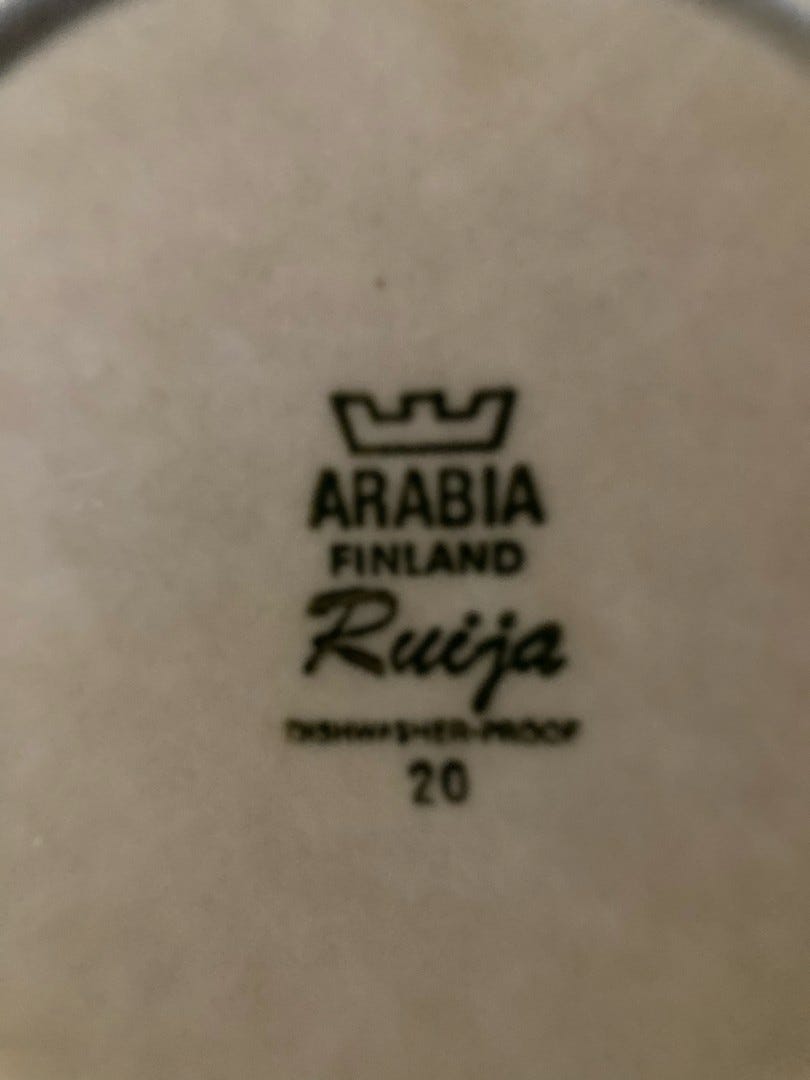 ARABIA
FINLAND
Ruija
DISHWASHER-PROOF
20